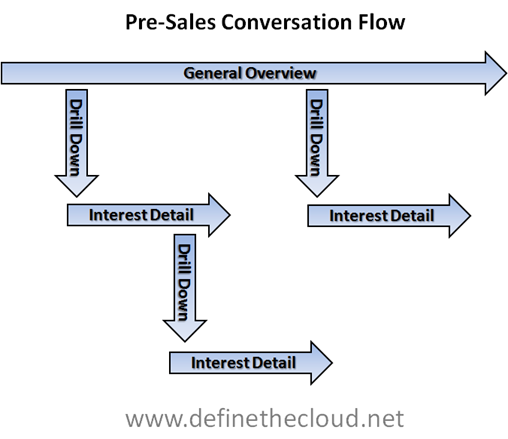 Pre-Sales Conversation Flow
General Overview
Drill Down
Drill Down
Interest Detail
Interest Detail
Drill Down
Interest Detail
www.definethecloud.net